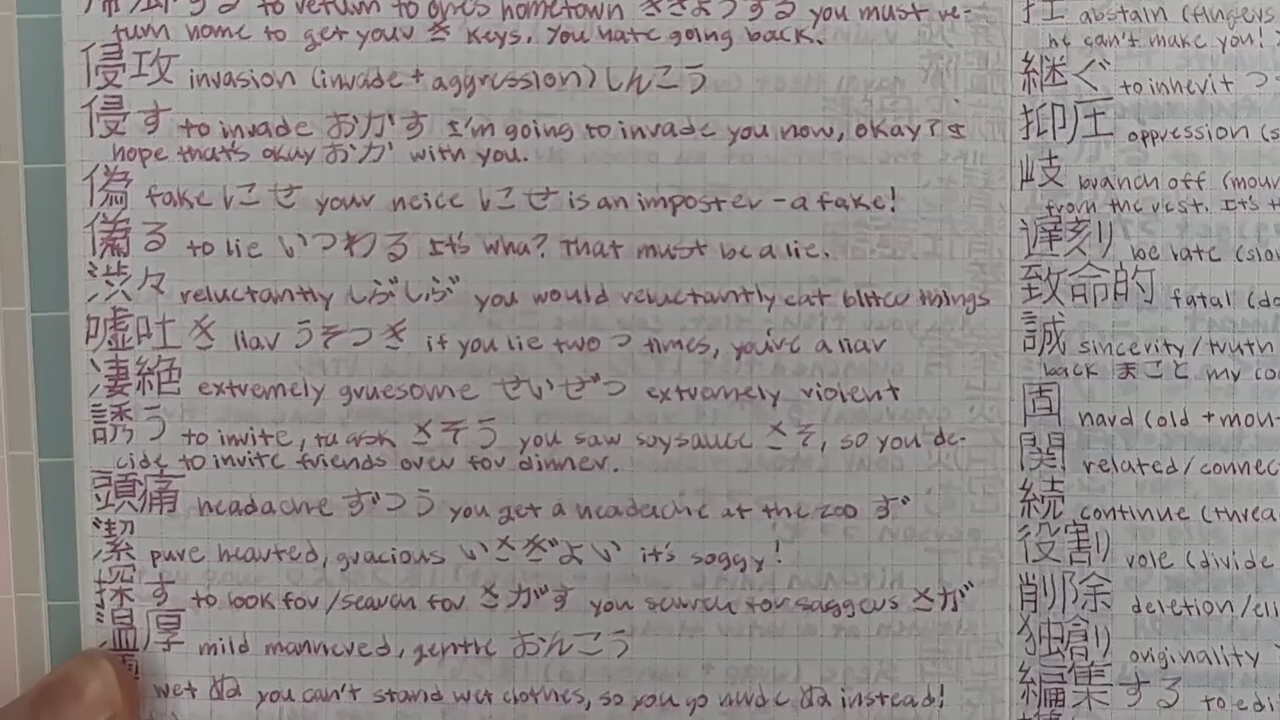 to return to one's hometown ききょうする you must re-
turn home to get your き keys. You hate going back.
侵攻 invasion (invade + aggression) しんこう
侵す to invade おかす I'm going to invade you now, okay? I
hope that's okay おか with you.
偽 fake にせ your neice にせ is an imposter - a fake!
偽る to lie いつわる It's wha? That must be a lie.
渋々 reluctantly しぶしぶ you would reluctantly eat bitter things
嘘吐き liar うそつき if you lie two つ times, you're a liar
凄絶 extremely gruesome せいぜつ extremely violent
誘う to invite, to ask さそう you saw soysauce さそ, so you de-
cide to invite friends over for dinner.
頭痛 headache ずつう you get a headache at the zoo ず
潔 pure hearted, gracious いさぎよい it's soggy!
探す to look for/search for さがす you search for saggers さが
温厚 mild mannered, gentle おんこう
wet ぬ you can't stand wet clothes, so you go nude ぬ instead!
abstain (fingers
he can't make you!
継ぐ to inherit つ
抑圧 oppression (s
岐 branch off (moun
from the rest. It's t
遅刻 be late (slow
致命的 fatal (do
誠 sincerity/truth
back まこと my co
固 hard (old + moun
関 related/connec
続 continue (threa
役割 role (divide
削除 deletion/eli
独創 originality
編集する to edi